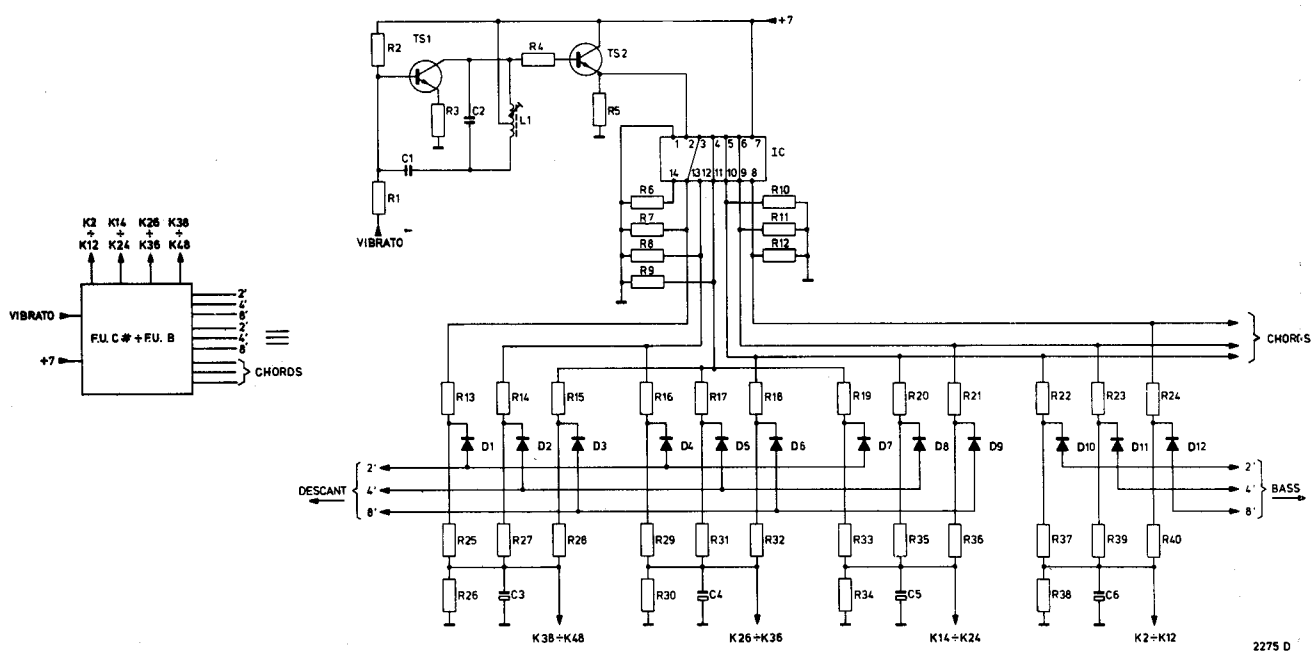 +7
R2
TS1
R4
TS2
R3
C2
L1
R5
C1
R1
VIBRATO
1 2 3 4 5 6 7
IC
14 13 12 11 10 9 8
R6
R10
R7
R11
R8
R12
R9
K2 ÷ K12
K14 ÷ K24
K26 ÷ K36
K38 ÷ K48
VIBRATO
+7
F.U. C# ÷ F.U. B
2'
4'
8'
2'
4'
8'
CHORDS
CHORDS
R13 R14 R15 R16 R17 R18 R19 R20 R21 R22 R23 R24
D1 D2 D3 D4 D5 D6 D7 D8 D9 D10 D11 D12
DESCANT
2'
4'
8'
2'
4'
8'
BASS
R25 R27 R28 R29 R31 R32 R33 R35 R36 R37 R39 R40
R26 C3 R30 C4 R34 C5 R38 C6
K38÷K48 K26÷K36 K14÷K24 K2÷K12
2275 D